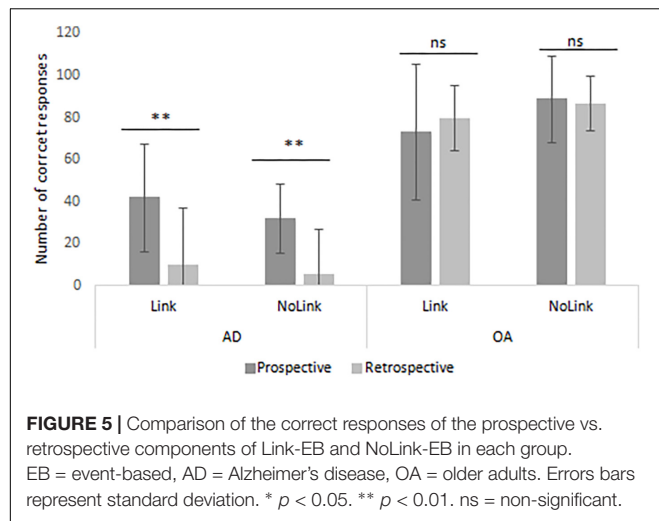 120
100
80
60
40
20
0
Number of corrcet responses
**
**
ns
ns
Link
NoLink
Link
NoLink
AD
OA
Prospective
Retrospective
FIGURE 5 | Comparison of the correct responses of the prospective vs.
retrospective components of Link-EB and NoLink-EB in each group.
EB = event-based, AD = Alzheimer's disease, OA = older adults. Errors bars
represent standard deviation. * p < 0.05. ** p < 0.01. ns = non-significant.